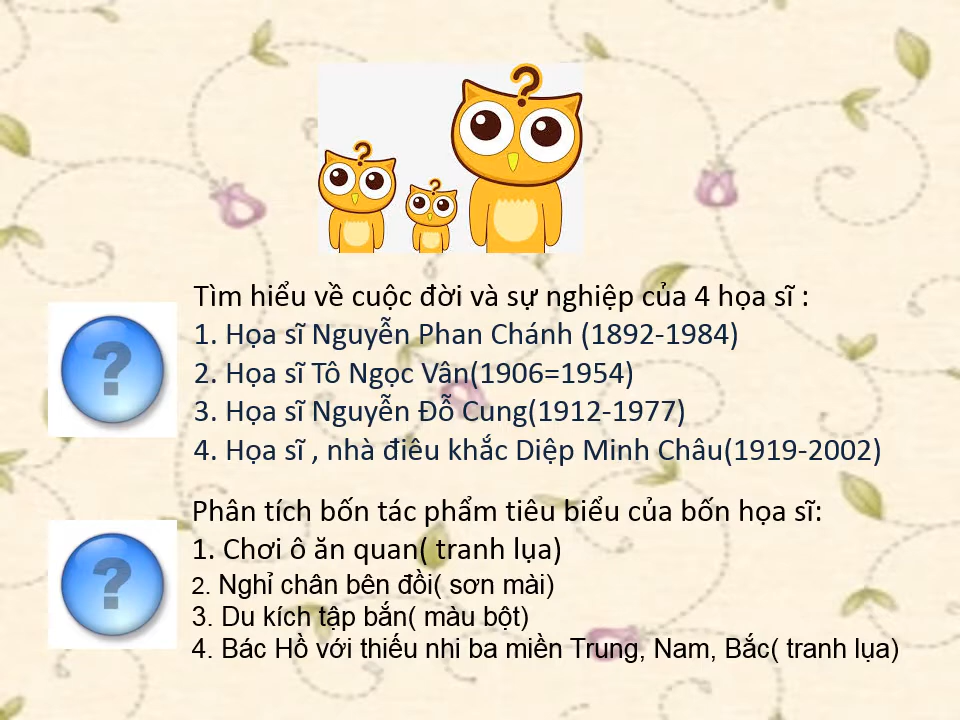 Tìm hiểu về cuộc đời và sự nghiệp của 4 họa sĩ :
1. Họa sĩ Nguyễn Phan Chánh (1892-1984)
2. Họa sĩ Tô Ngọc Vân(1906=1954)
3. Họa sĩ Nguyễn Đỗ Cung(1912-1977)
4. Họa sĩ , nhà điêu khắc Diệp Minh Châu(1919-2002)
Phân tích bốn tác phẩm tiêu biểu của bốn họa sĩ:
1. Chơi ô ăn quan( tranh lụa)
2. Nghỉ chân bên đồi( sơn mài)
3. Du kích tập bắn( màu bột)
4. Bác Hồ với thiếu nhi ba miền Trung, Nam, Bắc( tranh lụa)